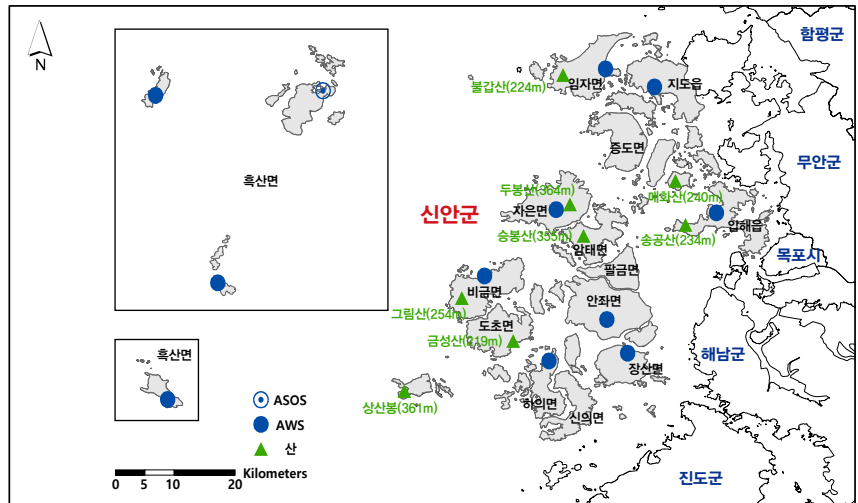 함평군
N
불갑산(224m)
임자면
지도읍
증도면
무안군
흑산면
두봉산(364m)
매화산(240m)
신안군
자은면
압해읍
승봉산(355m)
송공산(234m)
암태면
목포시
팔금면
비금면
안좌면
그림산(254m)
도초면
금성산(219m)
해남군
흑산면
장산면
상산봉(361m)
하의면
신의면
ASOS
AWS
산
Kilometers
0 5 10 20
진도군